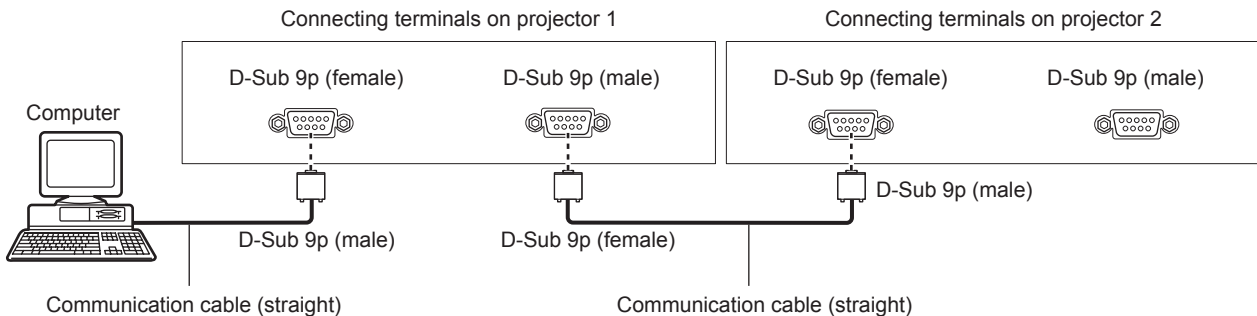 Connecting terminals on projector 1
Connecting terminals on projector 2
D-Sub 9p (female)
D-Sub 9p (male)
D-Sub 9p (female)
D-Sub 9p (male)
Computer
D-Sub 9p (male)
D-Sub 9p (male)
D-Sub 9p (female)
Communication cable (straight)
Communication cable (straight)